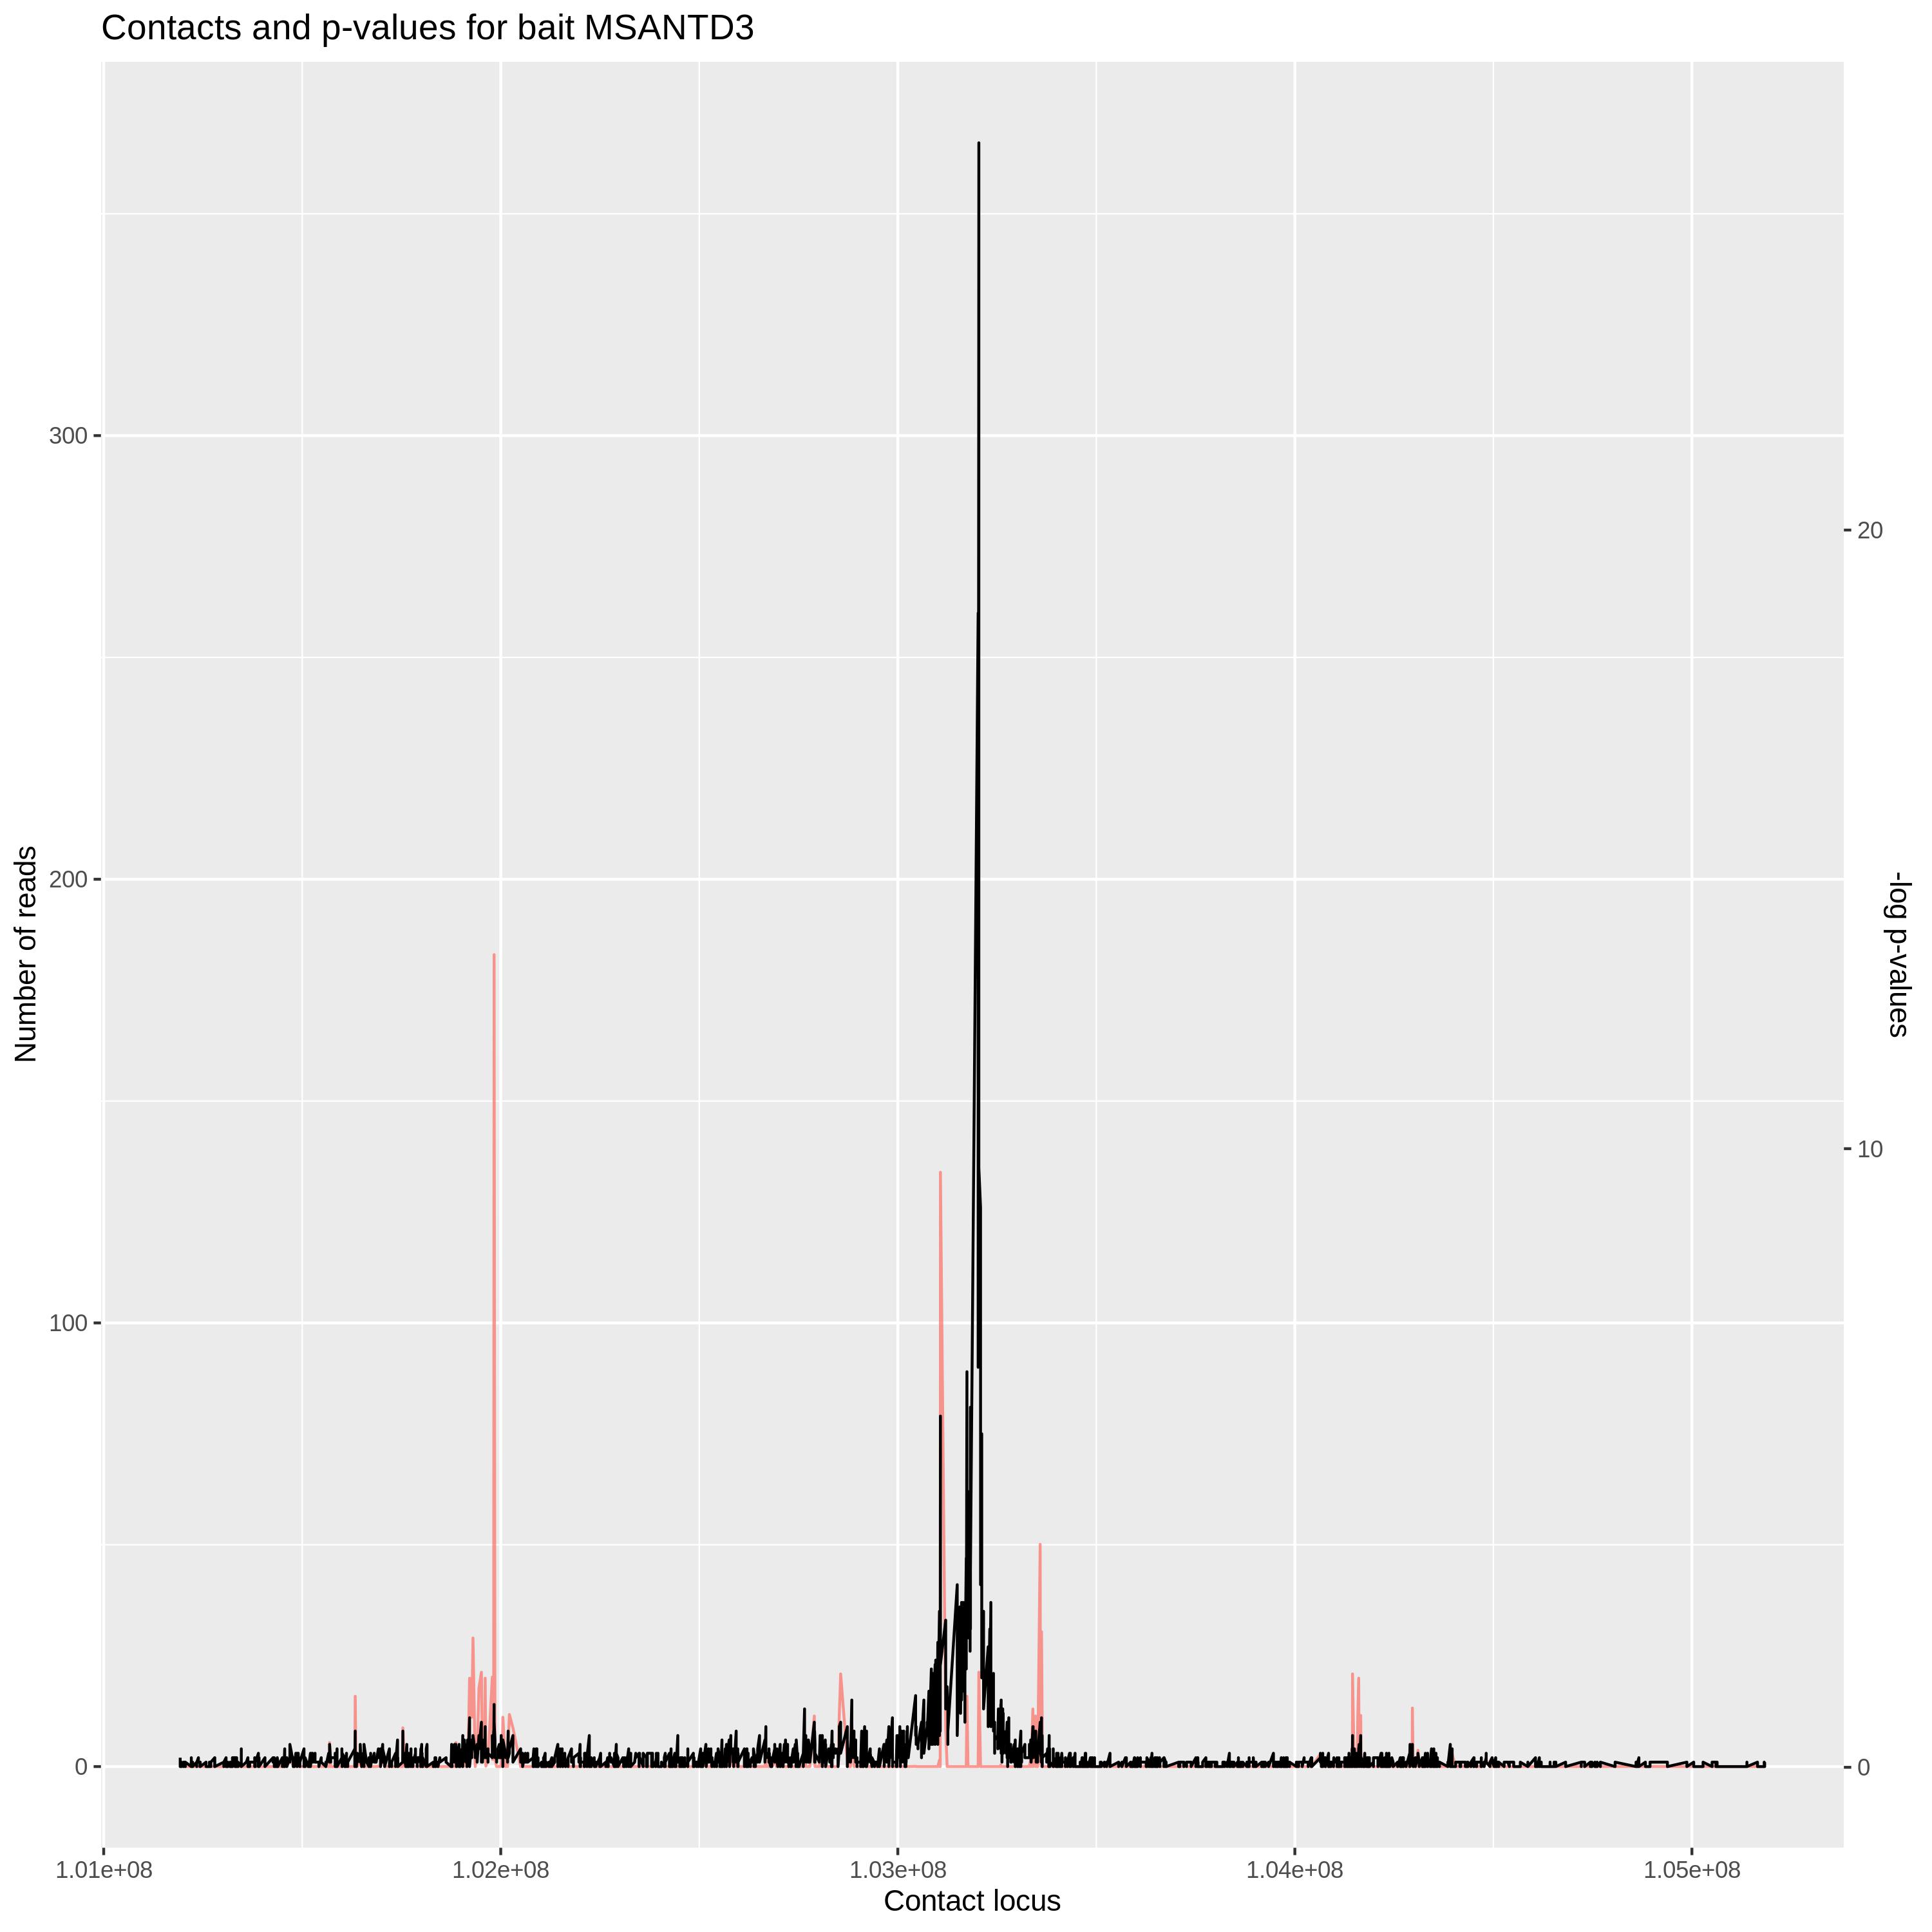 Contacts and p-values for bait MSANTD3
300
200
100
0
20
10
0
Number of reads
-log p-values
1.01e+08 1.02e+08 1.03e+08 1.04e+08 1.05e+08
Contact locus